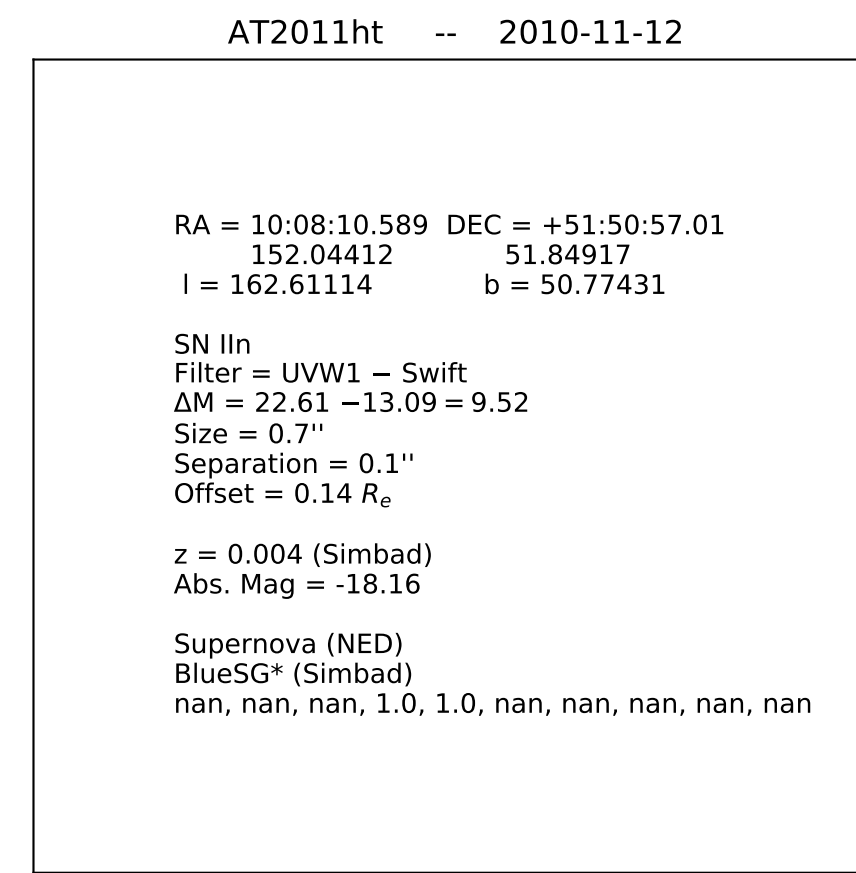 AT2011ht -- 2010-11-12
RA = 10:08:10.589 DEC = +51:50:57.01
152.04412 51.84917
l = 162.61114 b = 50.77431
SN IIn
Filter = UVW1 − Swift
ΔM = 22.61 −13.09 = 9.52
Size = 0.7''
Separation = 0.1''
Offset = 0.14 Rₑ
z = 0.004 (Simbad)
Abs. Mag = -18.16
Supernova (NED)
BlueSG* (Simbad)
nan, nan, nan, 1.0, 1.0, nan, nan, nan, nan, nan